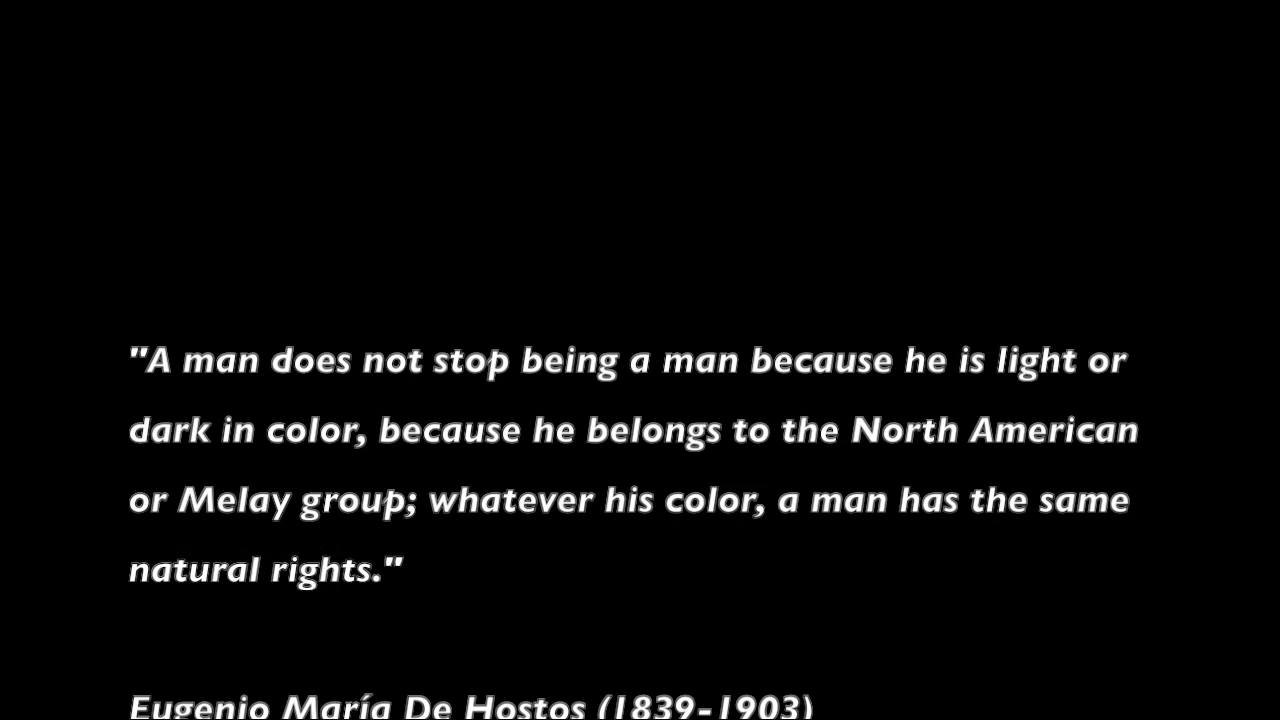 "A man does not stop being a man because he is light or
dark in color, because he belongs to the North American
or Melay group; whatever his color, a man has the same
natural rights."
Eugenio María De Hostos (1839-1903)